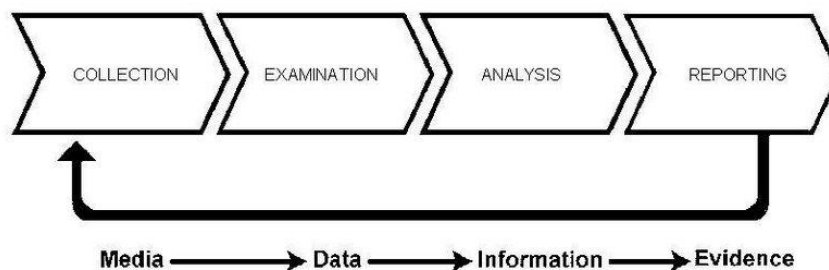 COLLECTION EXAMINATION ANALYSIS REPORTING
Media Data Information Evidence